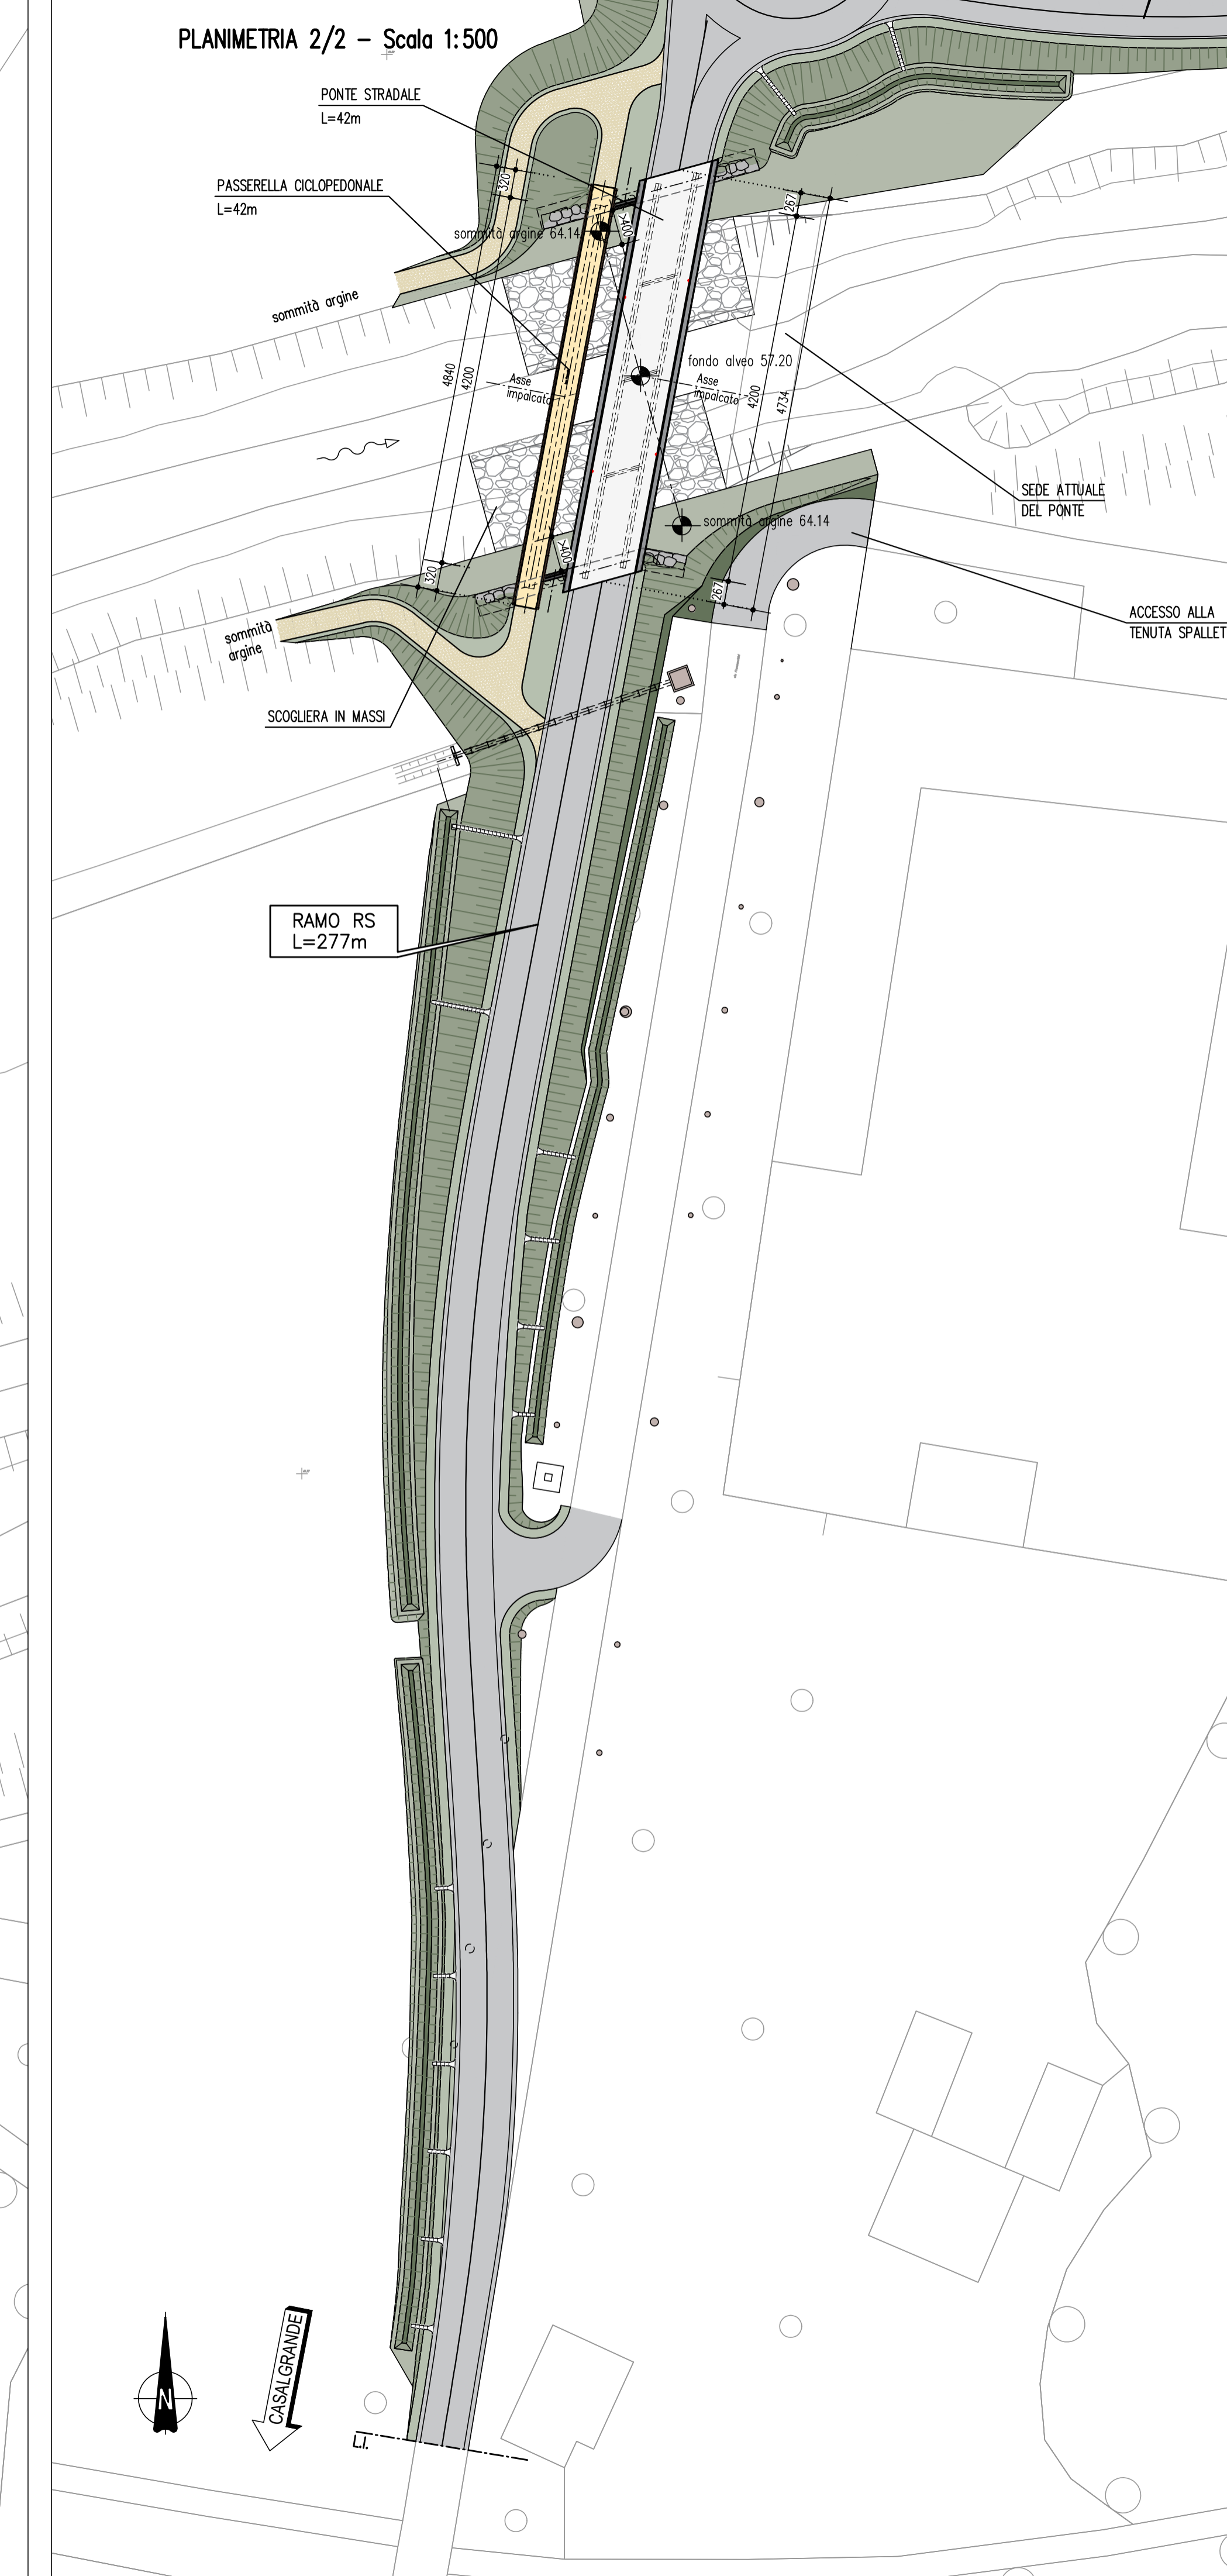 PLANIMETRIA 2/2 – Scala 1:500
PONTE STRADALE
L=42m
PASSERELLA CICLOPEDONALE
L=42m
320
267
>400
sommità argine 64.14
sommità argine
fondo alveo 57.20
4840
4200
Asse
impalcato
Asse
impalcato
4200
4734
SEDE ATTUALE
DEL PONTE
sommità argine 64.14
>400
320
267
ACCESSO ALLA
TENUTA SPALLET
sommità
argine
SCOGLIERA IN MASSI
RAMO RS
L=277m
N
CASALGRANDE
L.I.